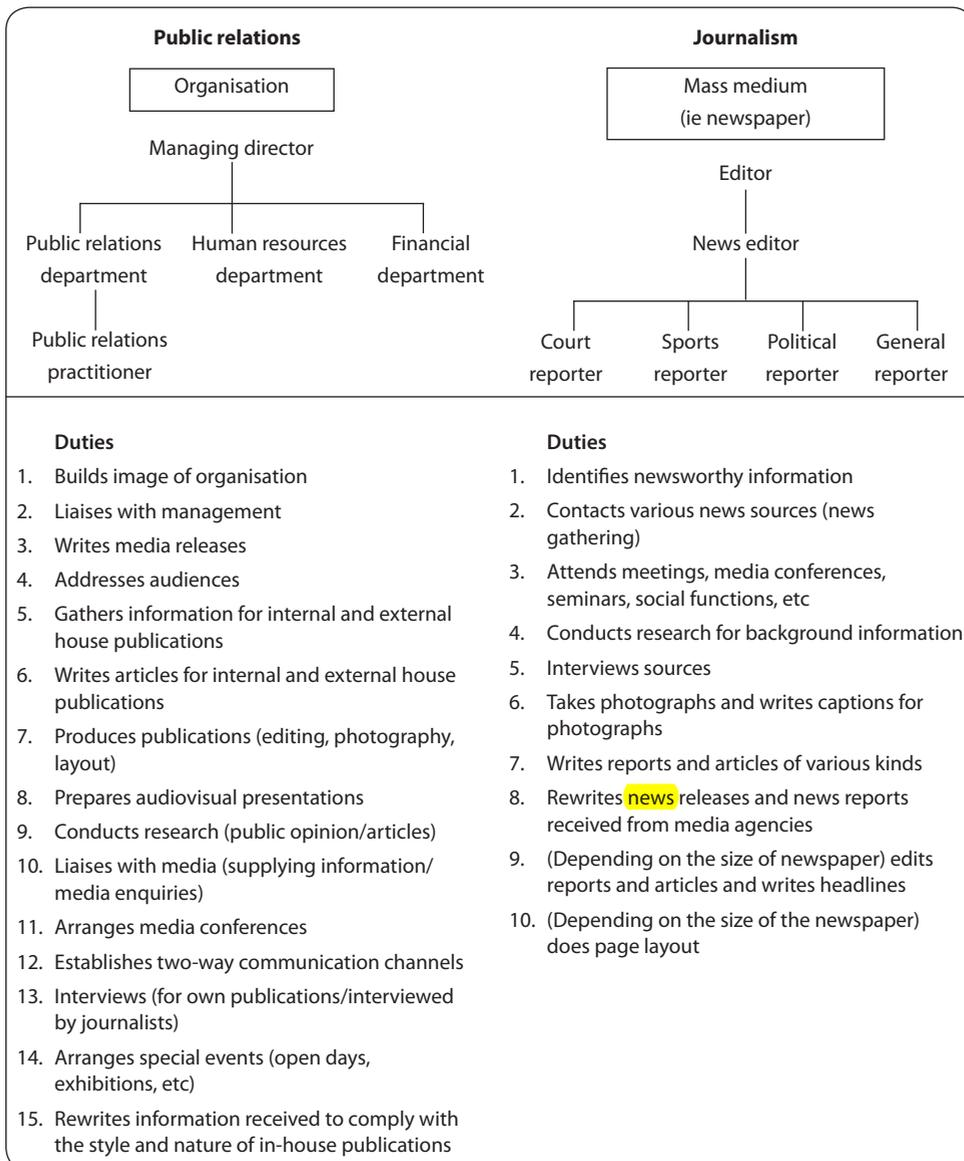 Public relations
Organisation
Managing director
Public relations department
Human resources department
Financial department
Public relations practitioner
Journalism
Mass medium
(ie newspaper)
Editor
News editor
Court reporter
Sports reporter
Political reporter
General reporter
Duties
1. Builds image of organisation
2. Liaises with management
3. Writes media releases
4. Addresses audiences
5. Gathers information for internal and external
house publications
6. Writes articles for internal and external house
publications
7. Produces publications (editing, photography,
layout)
8. Prepares audiovisual presentations
9. Conducts research (public opinion/articles)
10. Liaises with media (supplying information/
media enquiries)
11. Arranges media conferences
12. Establishes two-way communication channels
13. Interviews (for own publications/interviewed
by journalists)
14. Arranges special events (open days,
exhibitions, etc)
15. Rewrites information received to comply with
the style and nature of in-house publications
Duties
1. Identifies newsworthy information
2. Contacts various news sources (news
gathering)
3. Attends meetings, media conferences,
seminars, social functions, etc
4. Conducts research for background information
5. Interviews sources
6. Takes photographs and writes captions for
photographs
7. Writes reports and articles of various kinds
8. Rewrites news releases and news reports
received from media agencies
9. (Depending on the size of newspaper) edits
reports and articles and writes headlines
10. (Depending on the size of the newspaper)
does page layout